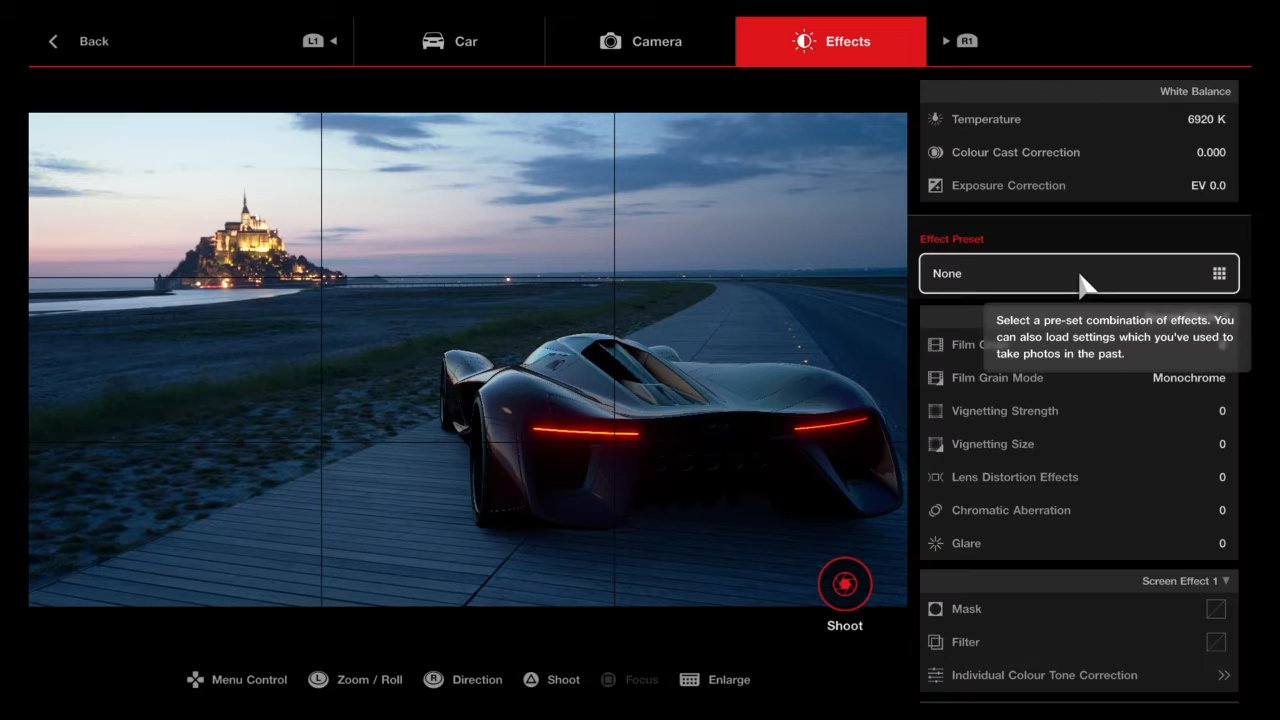 Back
L1
Car
Camera
Effects
R1
White Balance
Temperature 6920 K
Colour Cast Correction 0.000
Exposure Correction EV 0.0
Effect Preset
None
Select a pre-set combination of effects. You
can also load settings which you've used to
take photos in the past.
Film
Film Grain Mode Monochrome
Vignetting Strength 0
Vignetting Size 0
Lens Distortion Effects 0
Chromatic Aberration 0
Glare 0
Screen Effect 1
Mask
Filter
Individual Colour Tone Correction
Shoot
Menu Control
L Zoom / Roll
R Direction
Shoot
Focus
Enlarge